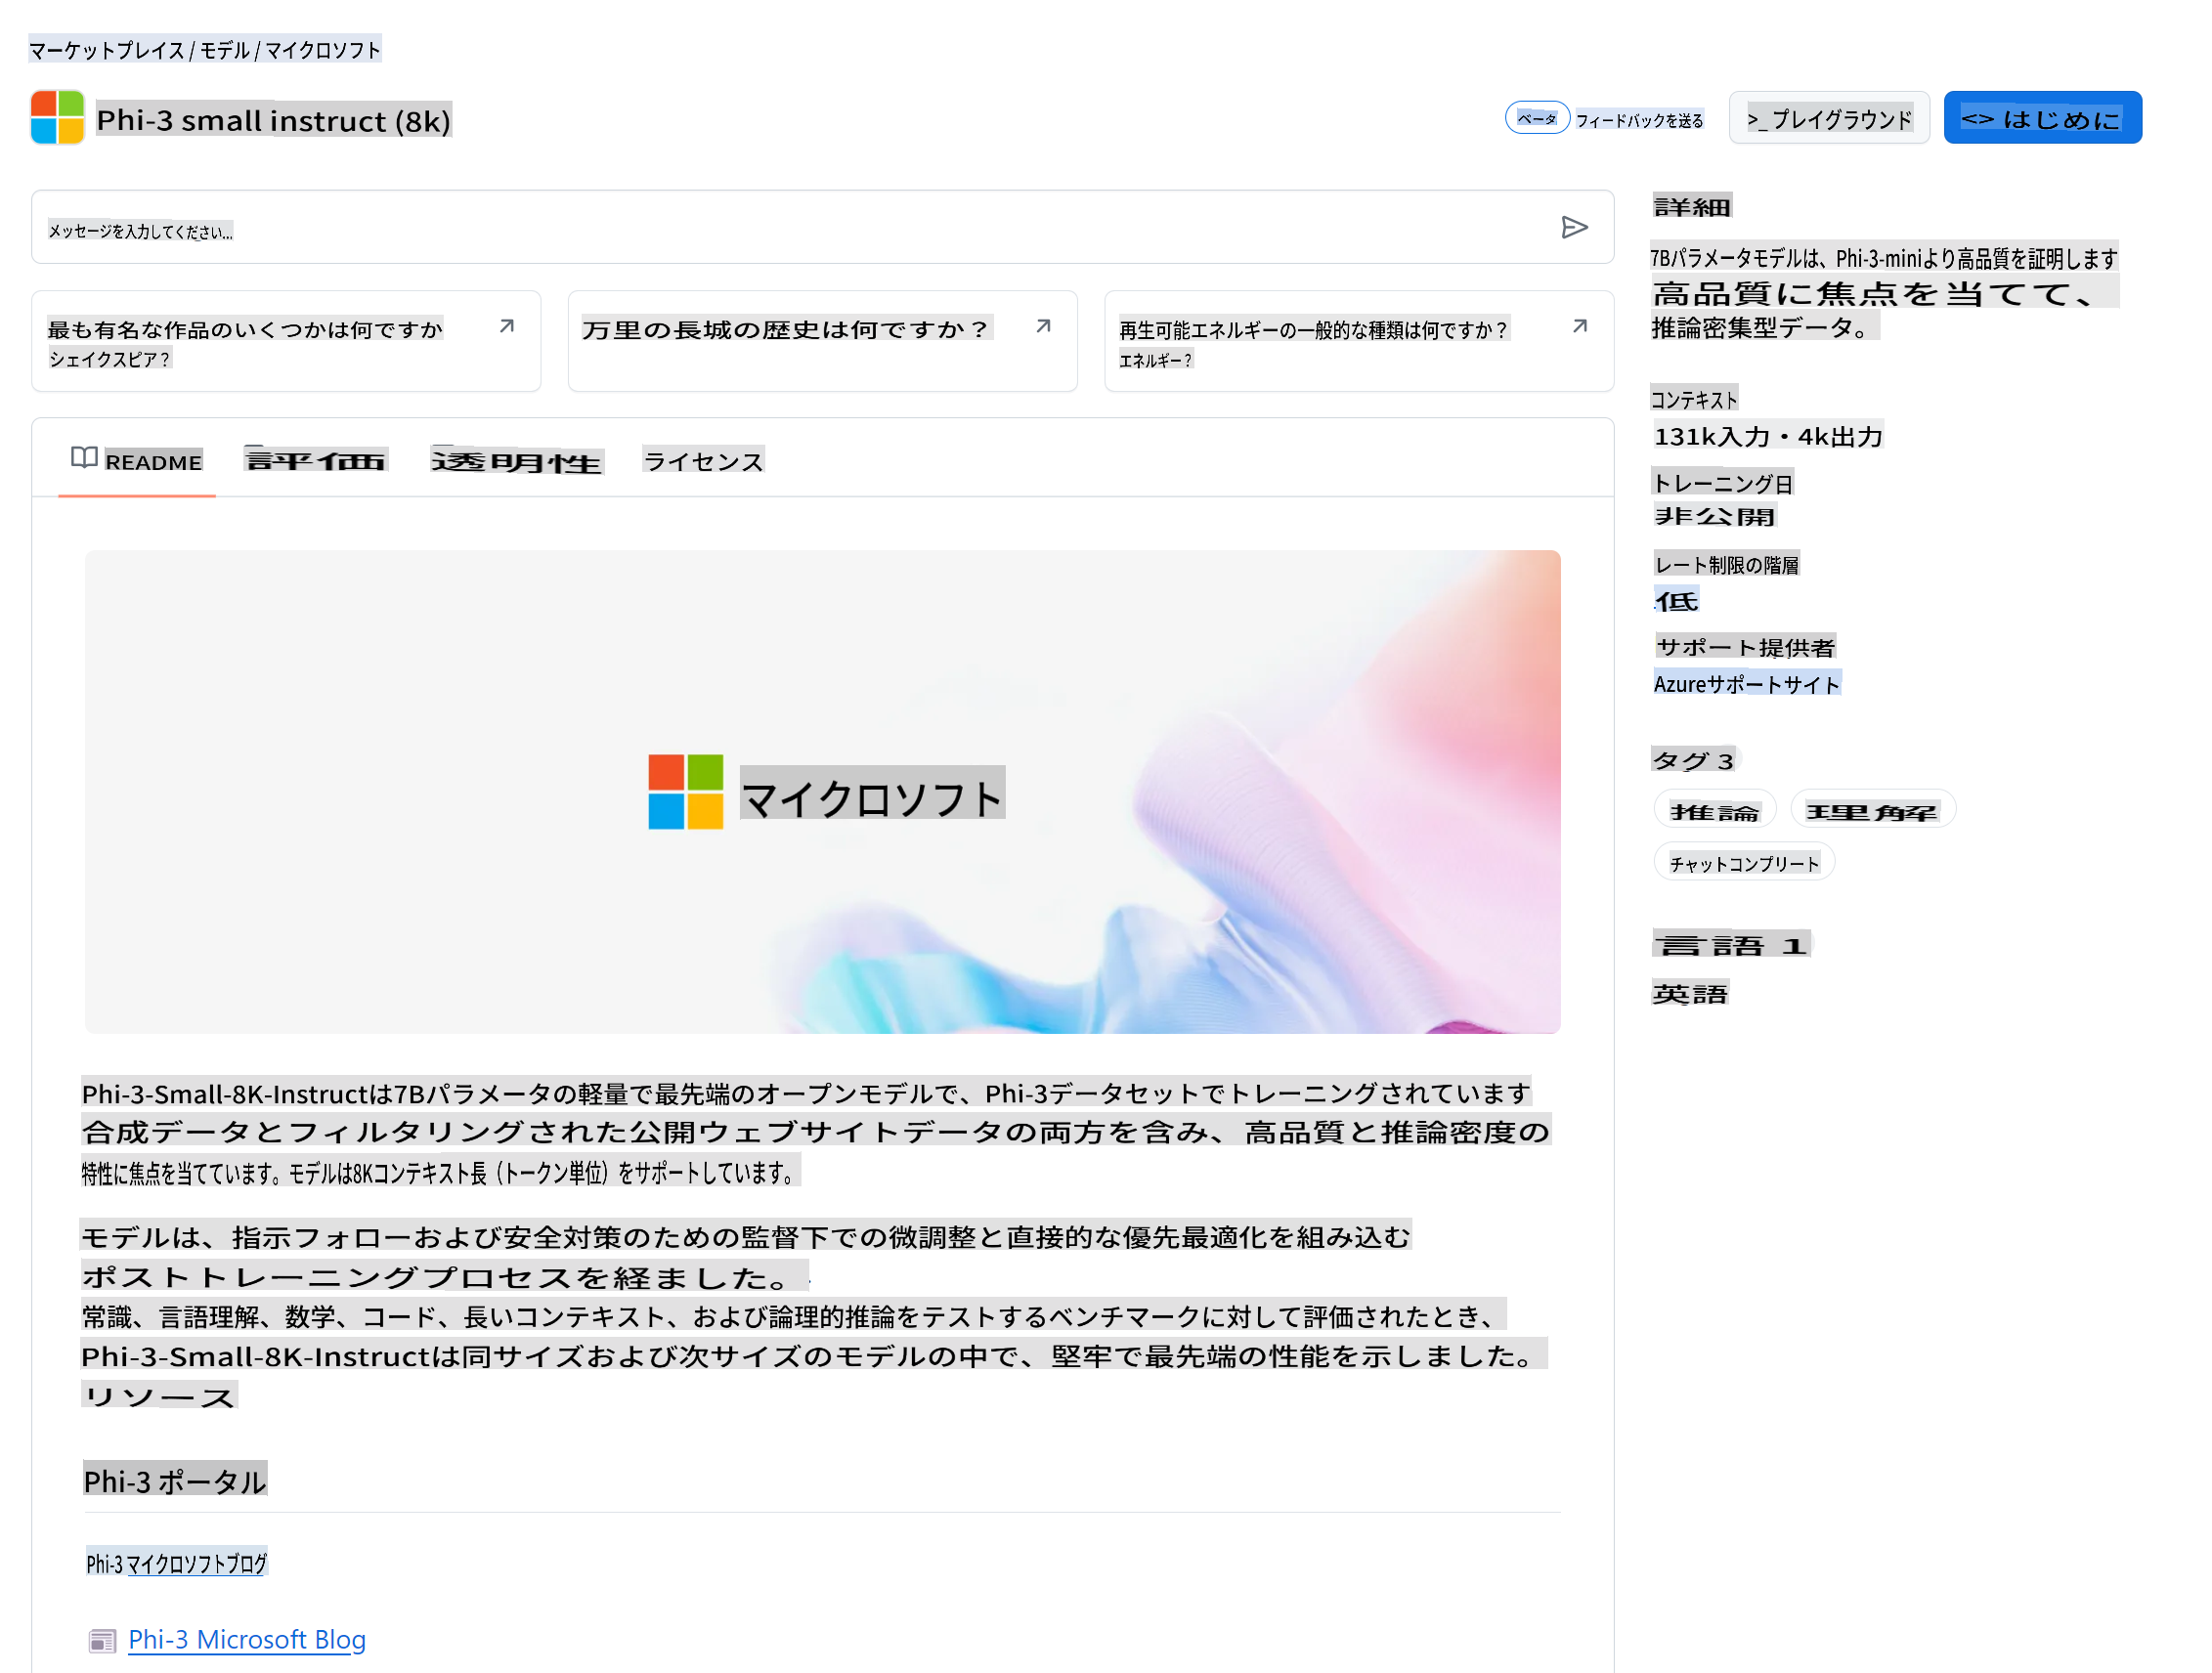 マーケットプレイス / モデル / マイクロソフト
Phi-3 small instruct (8k)
ベータ
フィードバックを送る
>_ プレイグラウンド
<> はじめに
メッセージを入力してください...
最も有名な作品のいくつかは何ですか
シェイクスピア？
万里の長城の歴史は何ですか？
再生可能エネルギーの一般的な種類は何ですか？
エネルギー？
README
評価
透明性
ライセンス
マイクロソフト
Phi-3-Small-8K-Instructは7Bパラメータの軽量で最先端のオープンモデルで、Phi-3データセットでトレーニングされています
合成データとフィルタリングされた公開ウェブサイトデータの両方を含み、高品質と推論密度の
特性に焦点を当てています。モデルは8Kコンテキスト長（トークン単位）をサポートしています。
モデルは、指示フォローおよび安全対策のための監督下での微調整と直接的な優先最適化を組み込む
ポストトレーニングプロセスを経ました。
常識、言語理解、数学、コード、長いコンテキスト、および論理的推論をテストするベンチマークに対して評価されたとき、
Phi-3-Small-8K-Instructは同サイズおよび次サイズのモデルの中で、堅牢で最先端の性能を示しました。
リソース
Phi-3 ポータル
Phi-3 マイクロソフトブログ
Phi-3 Microsoft Blog
詳細
7Bパラメータモデルは、Phi-3-miniより高品質を証明します
高品質に焦点を当てて、
推論密集型データ。
コンテキスト
131k入力・4k出力
トレーニング日
非公開
レート制限の階層
低
サポート提供者
Azureサポートサイト
タグ 3
推論
理解
チャットコンプリート
言語 1
英語